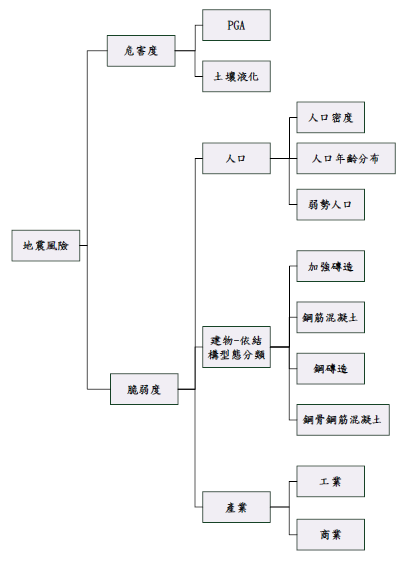 地震風險
危害度
PGA
土壤液化
脆弱度
人口
人口密度
人口年齡分布
弱勢人口
建物-依結
構型態分類
加強磚造
鋼筋混凝土
鋼磚造
鋼骨鋼筋混凝土
產業
工業
商業